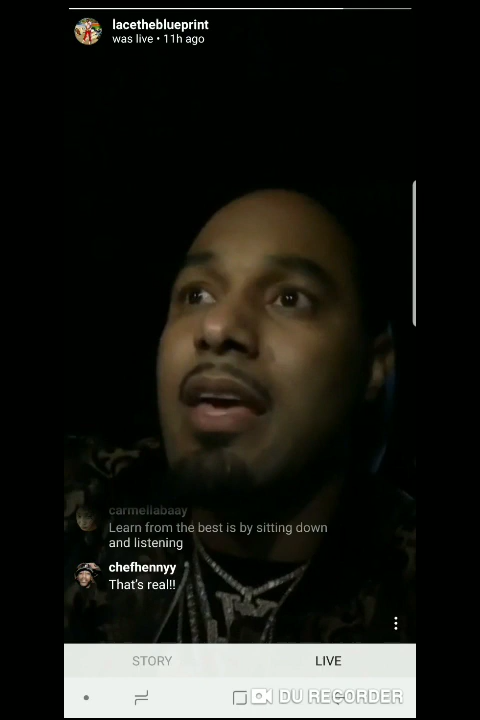 lacetheblueprint
was live • 11h ago
carmellabaay
Learn from the best is by sitting down
and listening
chefhennyy
That's real!!
STORY
LIVE
DU RECORDER